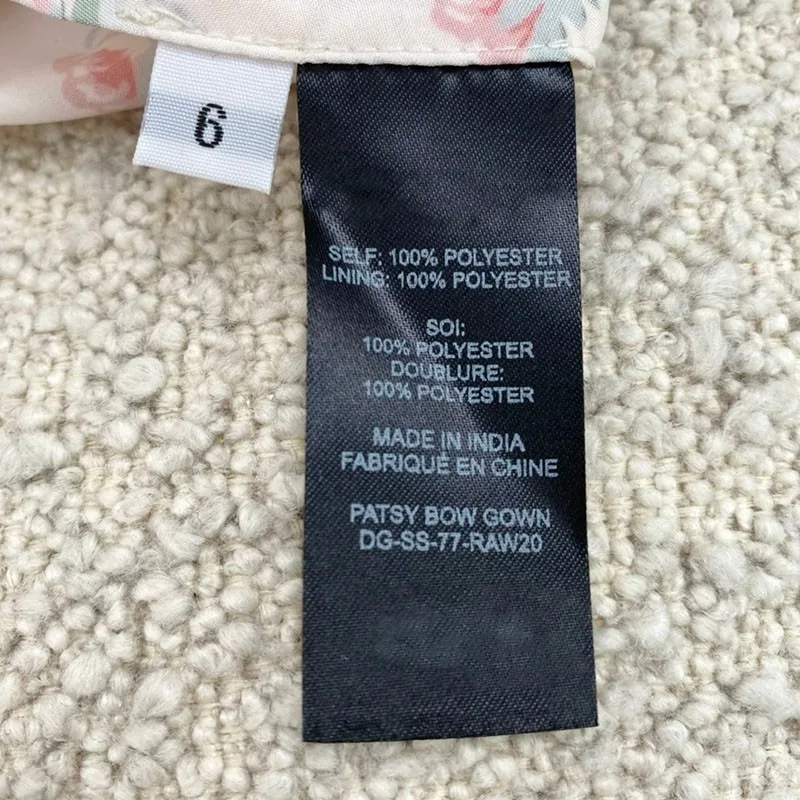 6
SELF: 100% POLYESTER
LINING: 100% POLYESTER
SOI:
100% POLYESTER
DOUBLURE:
100% POLYESTER
MADE IN INDIA
FABRIQUÉ EN CHINE
PATSY BOW GOWN
DG-SS-77-RAW20